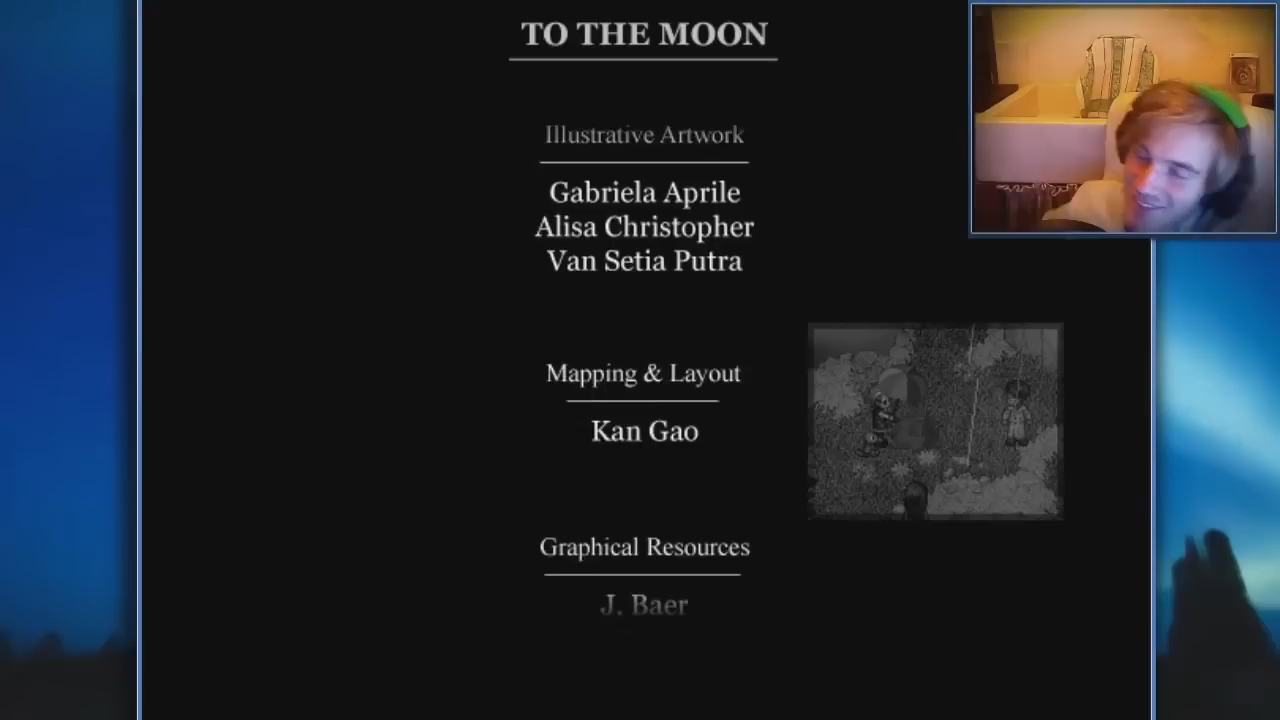 TO THE MOON
Illustrative Artwork
Gabriela Aprile
Alisa Christopher
Van Setia Putra
Mapping & Layout
Kan Gao
Graphical Resources
J. Baer